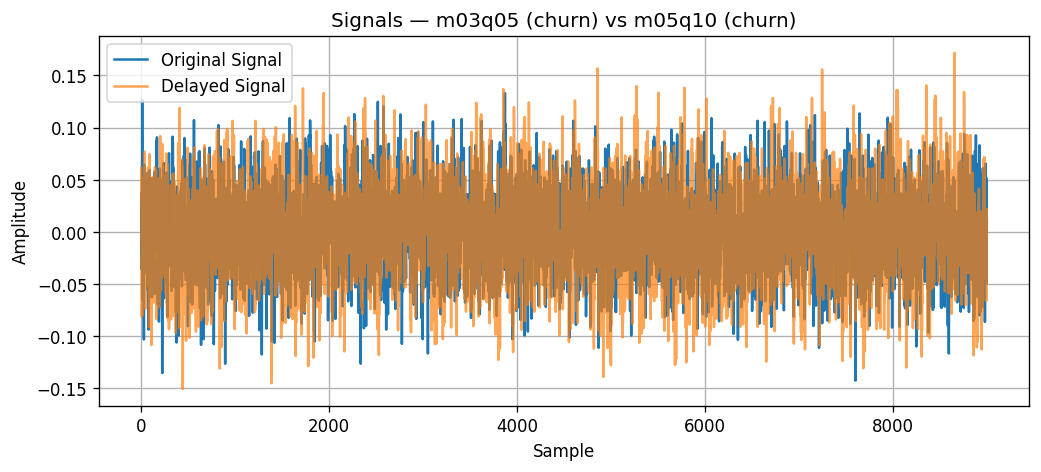 Signals — m03q05 (churn) vs m05q10 (churn)
Original Signal
Delayed Signal
0.15
0.10
0.05
0.00
−0.05
−0.10
−0.15
Amplitude
0 2000 4000 6000 8000
Sample